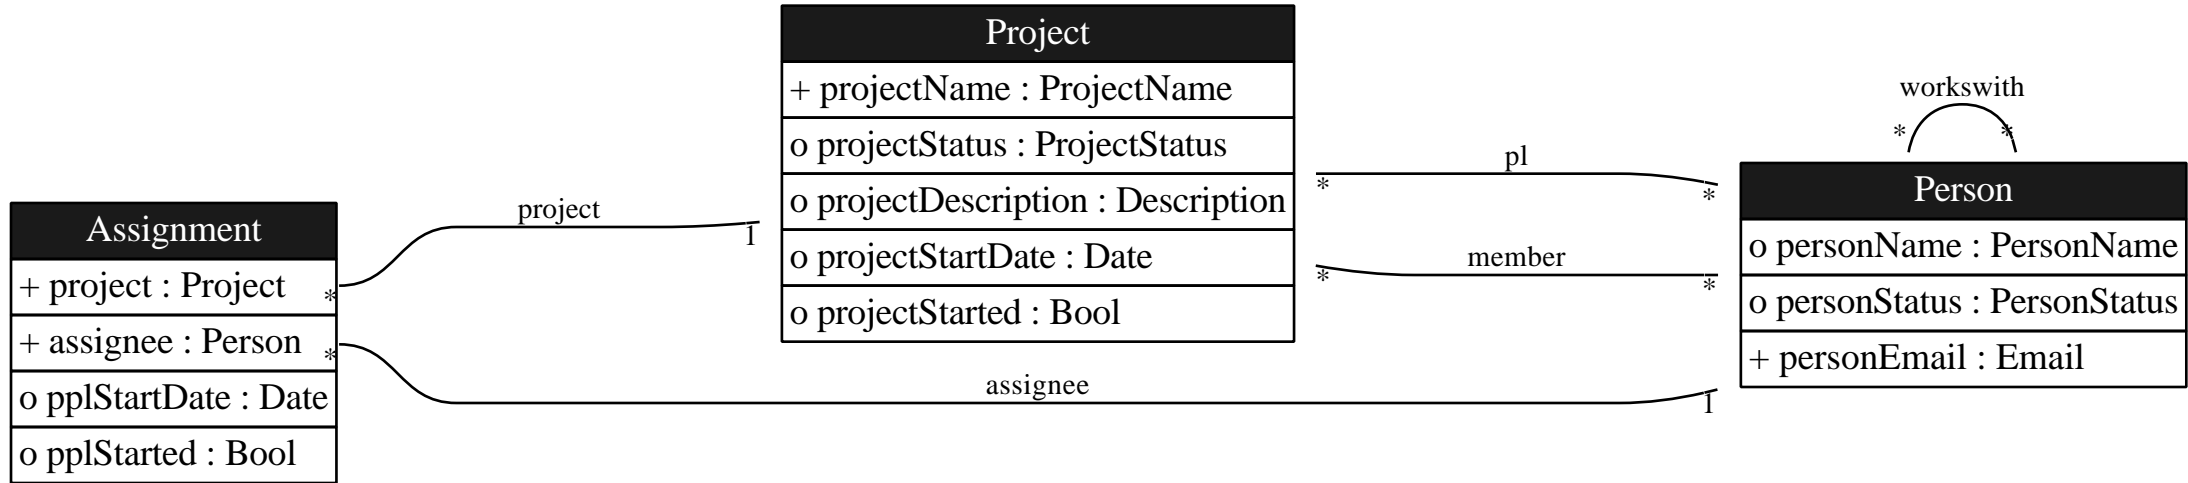 Assignment
+ project : Project
+ assignee : Person
o pplStartDate : Date
o pplStarted : Bool
*
*
project
1
assignee
1
Project
+ projectName : ProjectName
o projectStatus : ProjectStatus
o projectDescription : Description
o projectStartDate : Date
o projectStarted : Bool
*
pl
*
*
member
*
workswith
*
*
Person
o personName : PersonName
o personStatus : PersonStatus
+ personEmail : Email